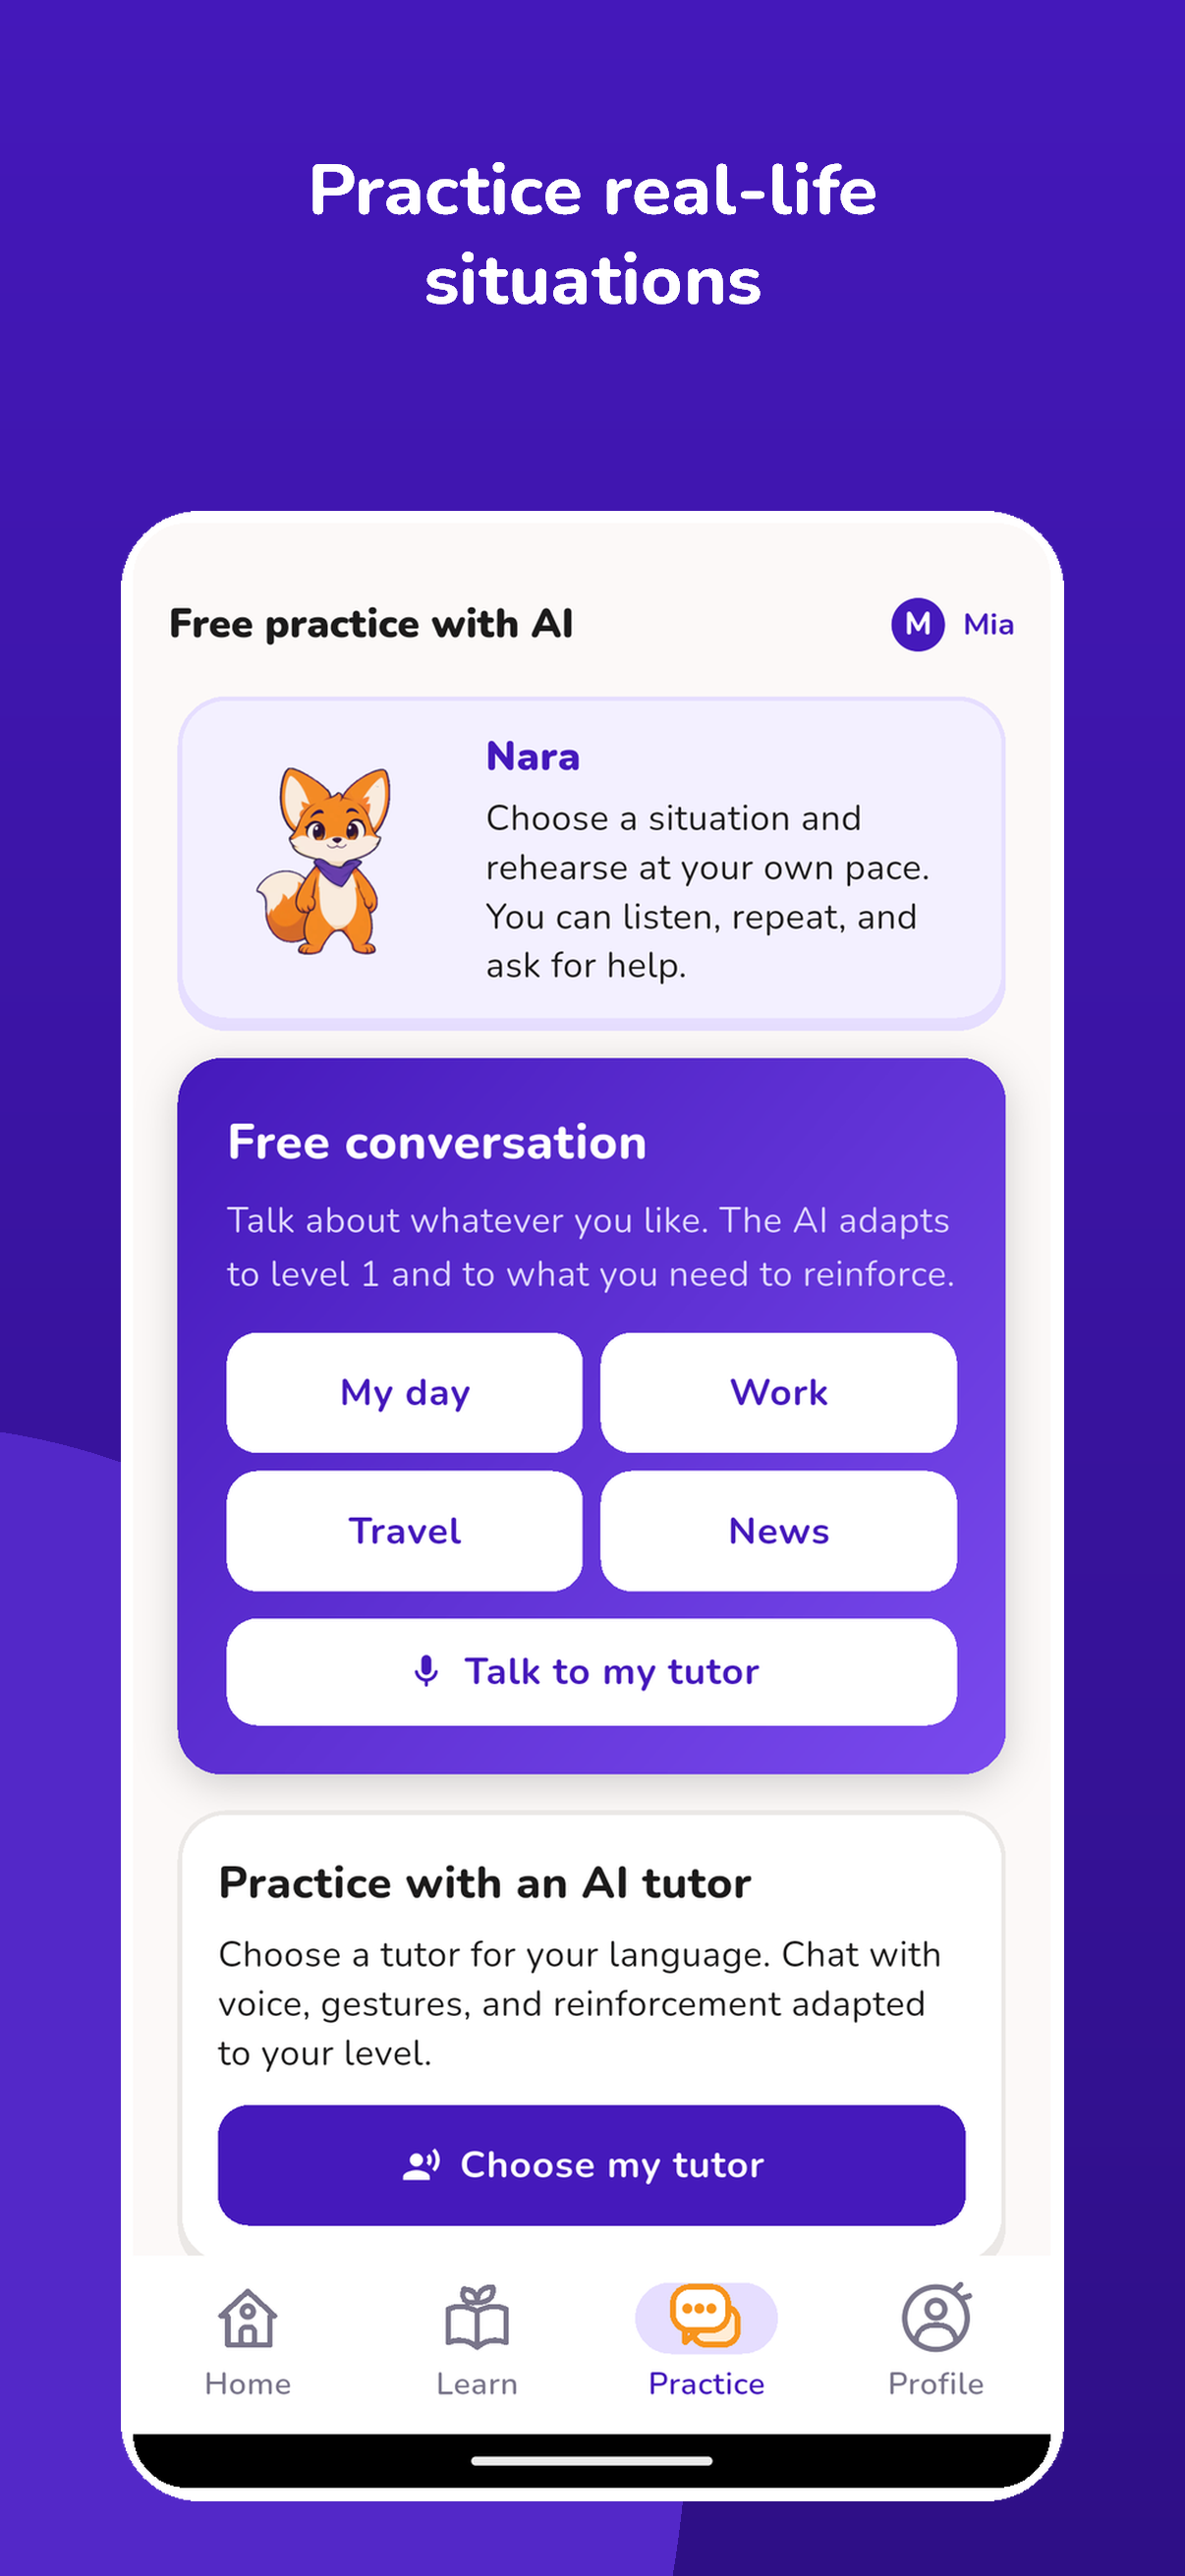 Practice real-life
situations
Free practice with AI
M Mia
Nara
Choose a situation and
rehearse at your own pace.
You can listen, repeat, and
ask for help.
Free conversation
Talk about whatever you like. The AI adapts
to level 1 and to what you need to reinforce.
My day
Work
Travel
News
Talk to my tutor
Practice with an AI tutor
Choose a tutor for your language. Chat with
voice, gestures, and reinforcement adapted
to your level.
Choose my tutor
Home
Learn
Practice
Profile